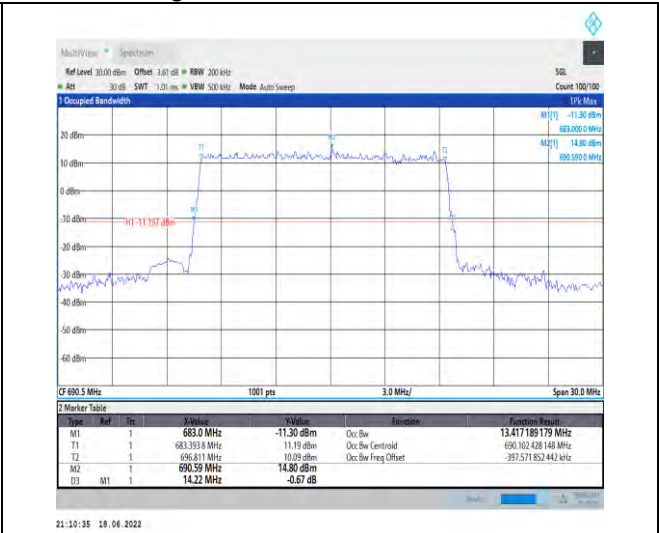 MultiView Spectrum
Ref Level 30.00 dBm Offset 3.61 dB RBW 200 kHz SGL
Att 30 dB SWT 1.01 ms VBW 500 kHz Mode Auto Sweep Count 100/100
1 Occupied Bandwidth 1Pk Max
M1[1] -11.30 dBm
683.000 0 MHz
M2[1] 14.80 dBm
690.590 0 MHz
20 dBm
T1
M2
T2
10 dBm
0 dBm
M1
-10 dBm
H1 -11.197 dBm
-20 dBm
-30 dBm
-40 dBm
-50 dBm
-60 dBm
CF 690.5 MHz 1001 pts 3.0 MHz/ Span 30.0 MHz
2 Marker Table
Type Ref Trc X-Value Y-Value Function Function Result
M1 1 683.0 MHz -11.30 dBm Occ Bw 13.417 189 179 MHz
T1 1 683.393 8 MHz 11.19 dBm Occ Bw Centroid 690.102 428 148 MHz
T2 1 696.811 MHz 10.09 dBm Occ Bw Freq Offset -397.571 852 442 kHz
M2 1 690.59 MHz 14.80 dBm
D3 M1 1 14.22 MHz -0.67 dB
21:10:35 18.06.2022